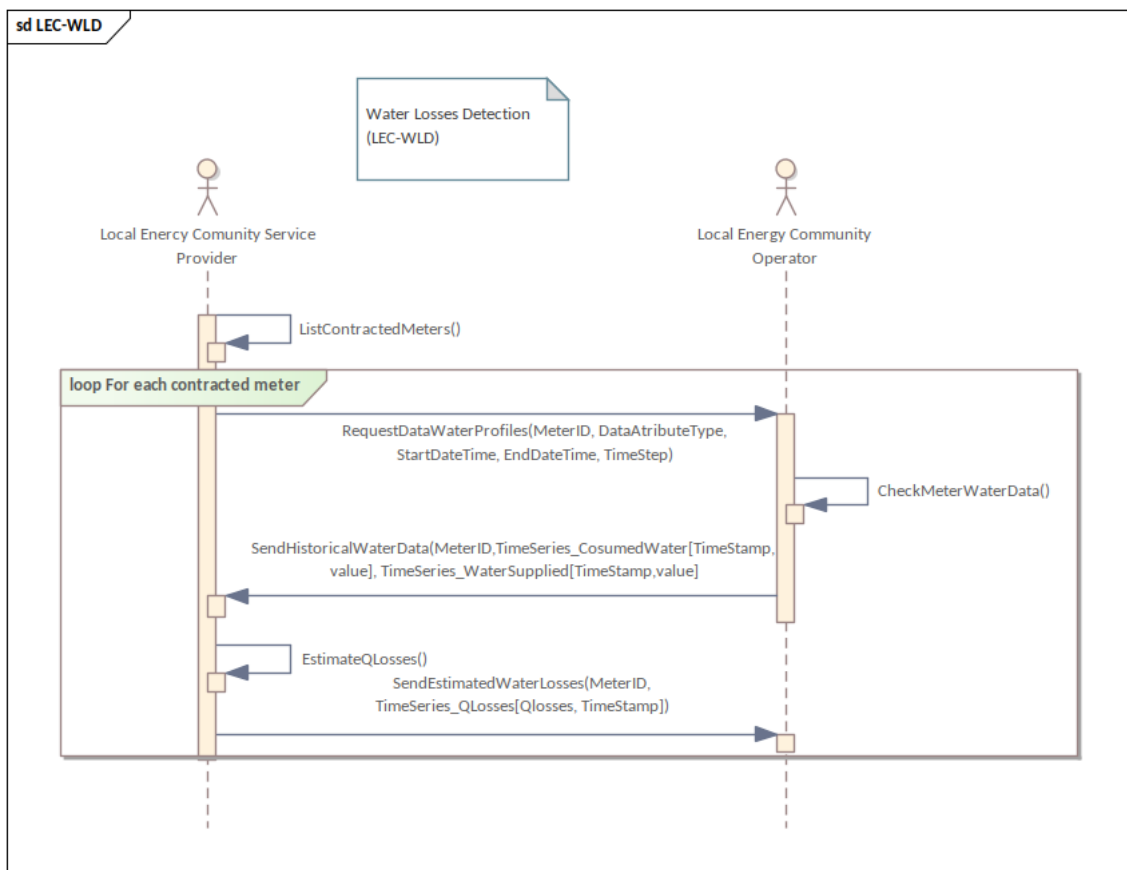 sd LEC-WLD
Water Losses Detection
(LEC-WLD)
Local Enercy Comunity Service
Provider
Local Energy Community
Operator
ListContractedMeters()
loop For each contracted meter
RequestDataWaterProfiles(MeterID, DataAtributeType,
StartDateTime, EndDateTime, TimeStep)
CheckMeterWaterData()
SendHistoricalWaterData(MeterID,TimeSeries_CosumedWater[TimeStamp,
value], TimeSeries_WaterSupplied[TimeStamp,value]
EstimateQLosses()
SendEstimatedWaterLosses(MeterID,
TimeSeries_QLosses[Qlosses, TimeStamp])